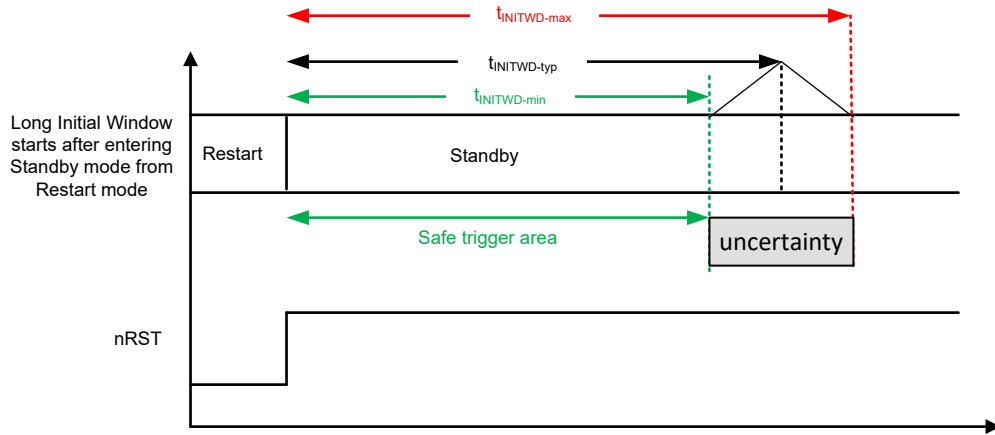 tINITWD-max
tINITWD-typ
tINITWD-min
Long Initial Window
starts after entering
Standby mode from
Restart mode
Restart
Standby
Safe trigger area
uncertainty
nRST